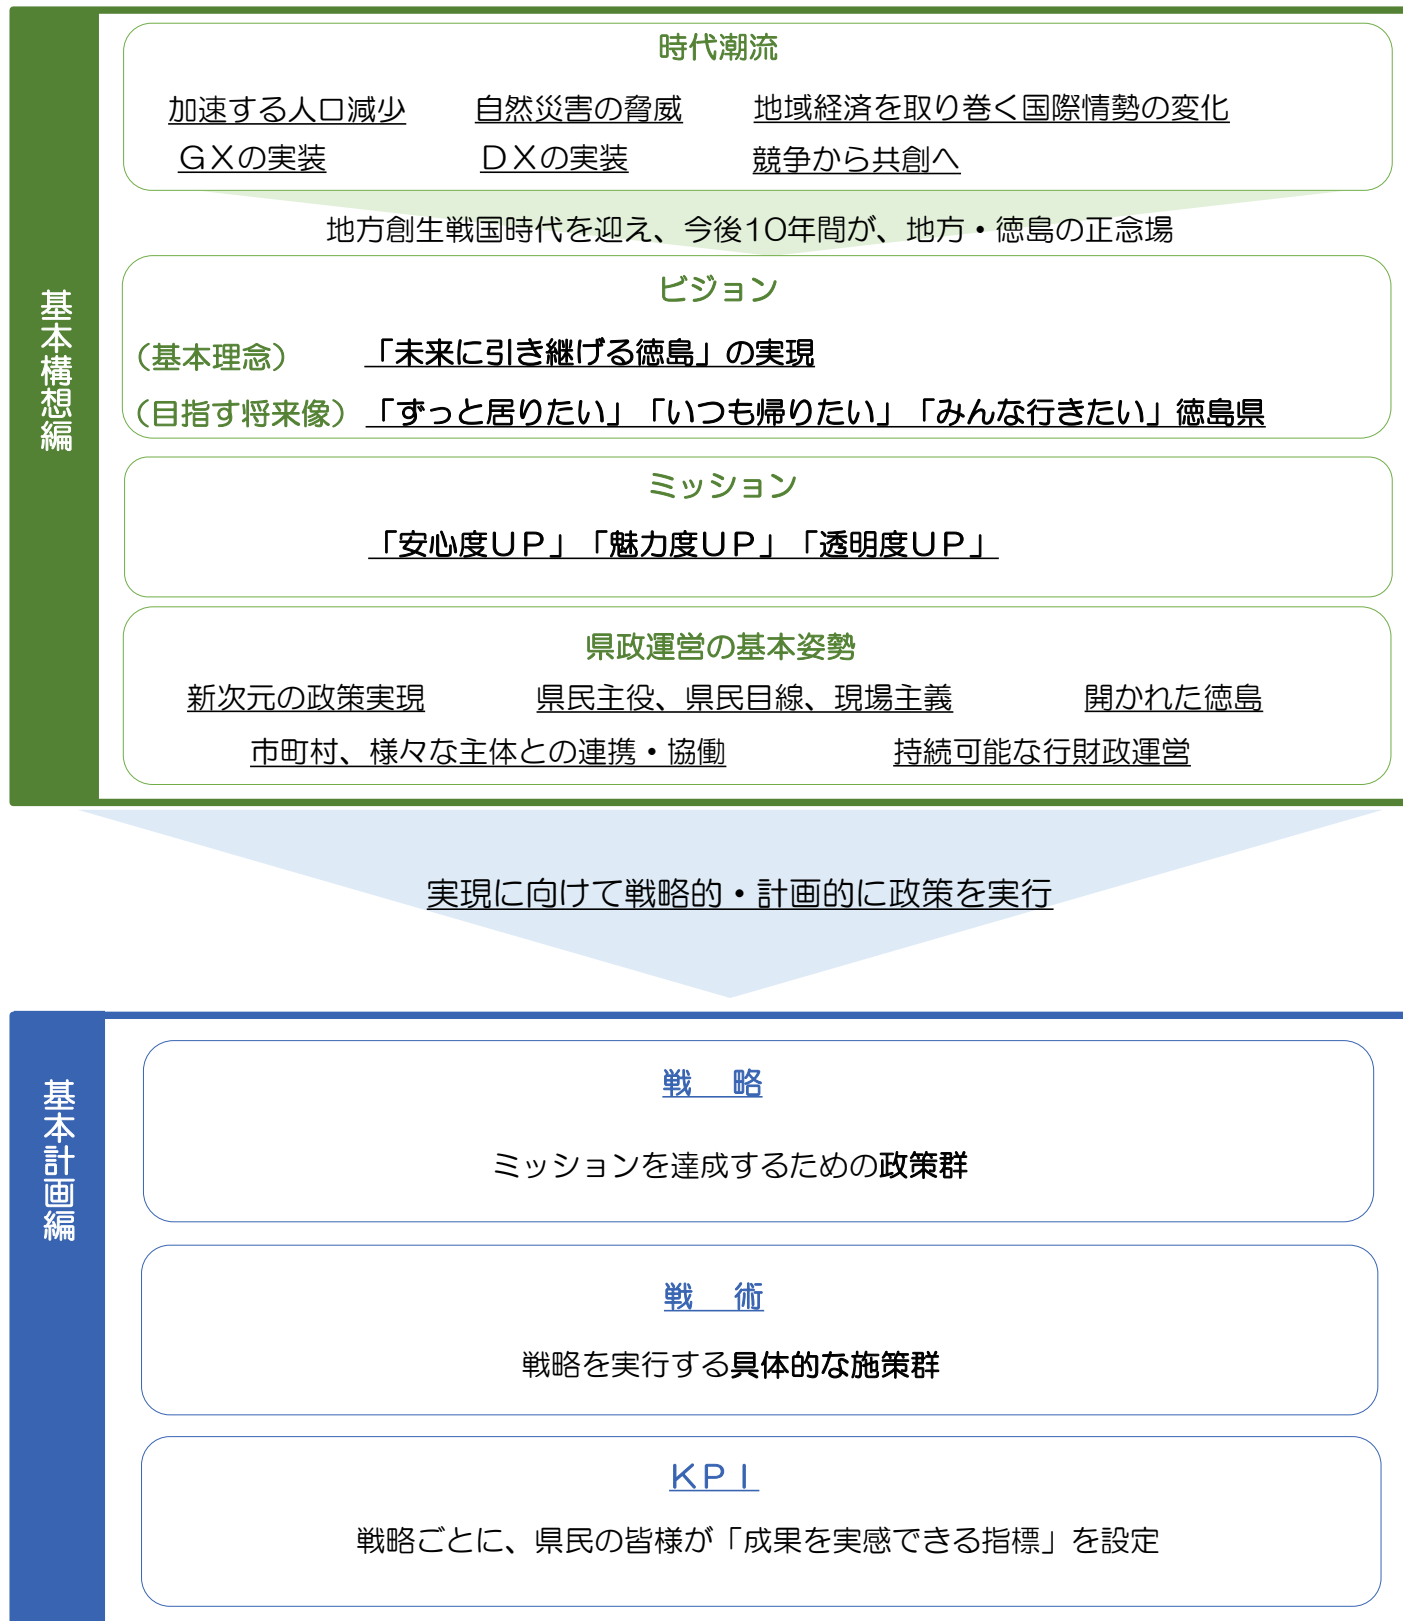 基本構想編
時代潮流
加速する人口減少　自然災害の脅威　地域経済を取り巻く国際情勢の変化
ＧＸの実装　ＤＸの実装　競争から共創へ
地方創生戦国時代を迎え、今後10年間が、地方・徳島の正念場
ビジョン
（基本理念）　「未来に引き継げる徳島」の実現
（目指す将来像）「ずっと居りたい」「いつも帰りたい」「みんな行きたい」徳島県
ミッション
「安心度ＵＰ」「魅力度ＵＰ」「透明度ＵＰ」
県政運営の基本姿勢
新次元の政策実現　県民主役、県民目線、現場主義　開かれた徳島
市町村、様々な主体との連携・協働　持続可能な行財政運営
実現に向けて戦略的・計画的に政策を実行
基本計画編
戦　略
ミッションを達成するための政策群
戦　術
戦略を実行する具体的な施策群
ＫＰＩ
戦略ごとに、県民の皆様が「成果を実感できる指標」を設定